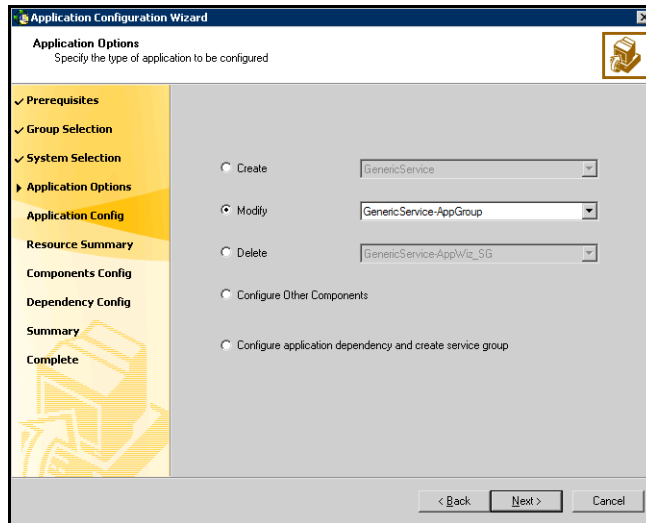 Application Configuration Wizard
Application Options
Specify the type of application to be configured
✓ Prerequisites
✓ Group Selection
✓ System Selection
Application Options
Application Config
Resource Summary
Components Config
Dependency Config
Summary
Complete
Create
GenericService
Modify
GenericService-AppGroup
Delete
GenericService-AppWiz_SG
Configure Other Components
Configure application dependency and create service group
< Back
Next >
Cancel